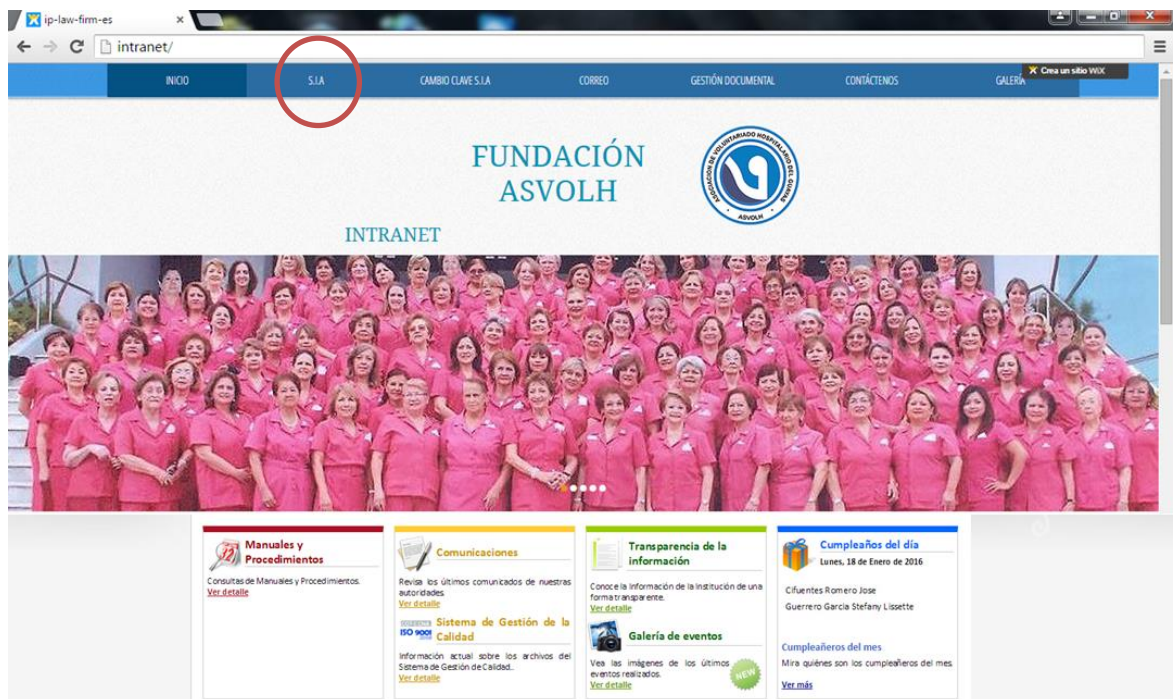 ip-law-firm-es
intranet/
INICIO
S.I.A
CAMBIO CLAVE S.I.A
CORREO
GESTIÓN DOCUMENTAL
CONTÁCTENOS
GALERÍA
Crea un sitio WiX
FUNDACIÓN
ASVOLH
ASOCIACION DE VOLUNTARIADO HOSPITALARIO DEL GUAYAS
ASVOLH
INTRANET
Manuales y
Procedimientos
Consultas de Manuales y Procedimientos.
Ver detalle
Comunicaciones
Revisa los últimos comunicados de nuestras
autoridades.
Ver detalle
ISO 9001
Sistema de Gestión de la
Calidad
Información actual sobre los archivos del
Sistema de Gestión de Calidad..
Ver detalle
Transparencia de la
información
Conoce la Información de la Institución de una
forma transparente.
Ver detalle
Galería de eventos
Vea las imágenes de los últimos
eventos realizados.
Ver detalle
NEW
Cumpleaños del día
Lunes, 18 de Enero de 2016
Cifuentes Romero Jose
Guerrero Garcia Stefany Lissette
Cumpleañeros del mes
Mira quiénes son los cumpleañeros del mes.
Ver más